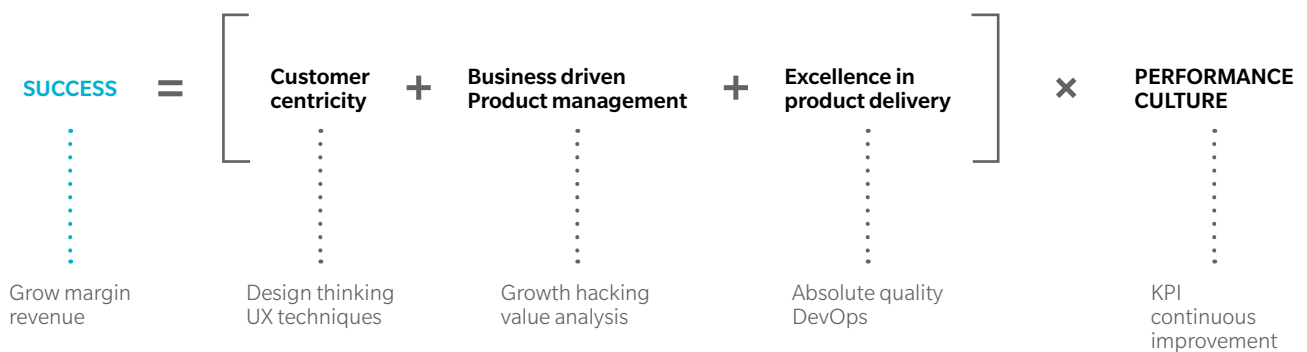 SUCCESS = [ Customer centricity + Business driven Product management + Excellence in product delivery ] × PERFORMANCE CULTURE
Grow margin
revenue
Design thinking
UX techniques
Growth hacking
value analysis
Absolute quality
DevOps
KPI
continuous
improvement